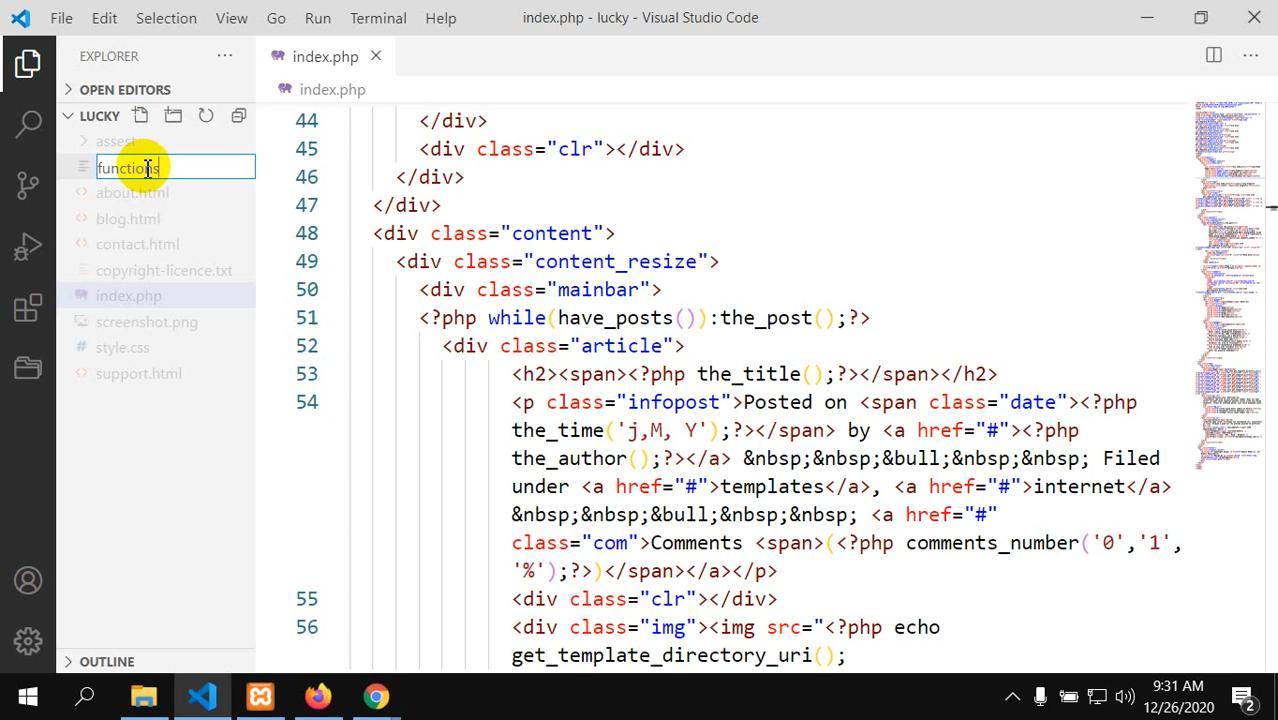 File Edit Selection View Go Run Terminal Help index.php - lucky - Visual Studio Code
EXPLORER
OPEN EDITORS
LUCKY
assest
functions
about.html
blog.html
contact.html
copyright-licence.txt
index.php
screenshot.png
style.css
support.html
OUTLINE
index.php
index.php
44 </div>
45 <div class="clr"></div>
46 </div>
47 </div>
48 <div class="content">
49 <div class="content_resize">
50 <div class="mainbar">
51 <?php while(have_posts()):the_post();?>
52 <div class="article">
53 <h2><span><?php the_title();?></span></h2>
54 <p class="infopost">Posted on <span class="date"><?php
the_time('j,M, Y');?></span> by <a href="#"><?php
the_author();?></a> &nbsp;&nbsp;&bull;&nbsp;&nbsp; Filed
under <a href="#">templates</a>, <a href="#">internet</a>
&nbsp;&nbsp;&bull;&nbsp;&nbsp; <a href="#"
class="com">Comments <span>(<?php comments_number('0','1',
'%');?>)</span></a></p>
55 <div class="clr"></div>
56 <div class="img"><img src="<?php echo
get_template_directory_uri();
9:31 AM
12/26/2020
2